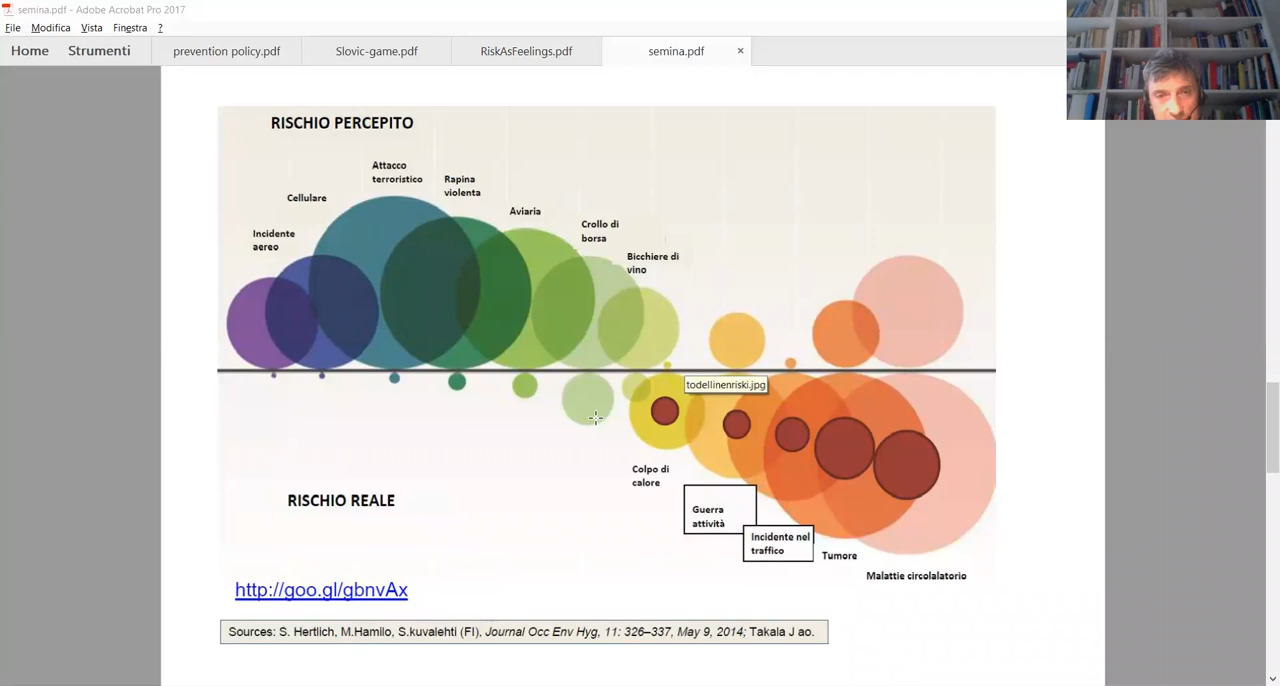 semina.pdf - Adobe Acrobat Pro 2017
File Modifica Vista Finestra ?
Home Strumenti prevention policy.pdf Slovic-game.pdf RiskAsFeelings.pdf semina.pdf ×
RISCHIO PERCEPITO
Attacco
terroristico
Rapina
violenta
Cellulare
Aviaria
Incidente
aereo
Crollo di
borsa
Bicchiere di
vino
todellinenriski.jpg
Colpo di
calore
RISCHIO REALE
Guerra
attività
Incidente nel
traffico
Tumore
Malattie circolalatorio
http://goo.gl/gbnvAx
Sources: S. Hertlich, M.Hamilo, S.kuvalehti (FI), Journal Occ Env Hyg, 11: 326–337, May 9, 2014; Takala J ao.